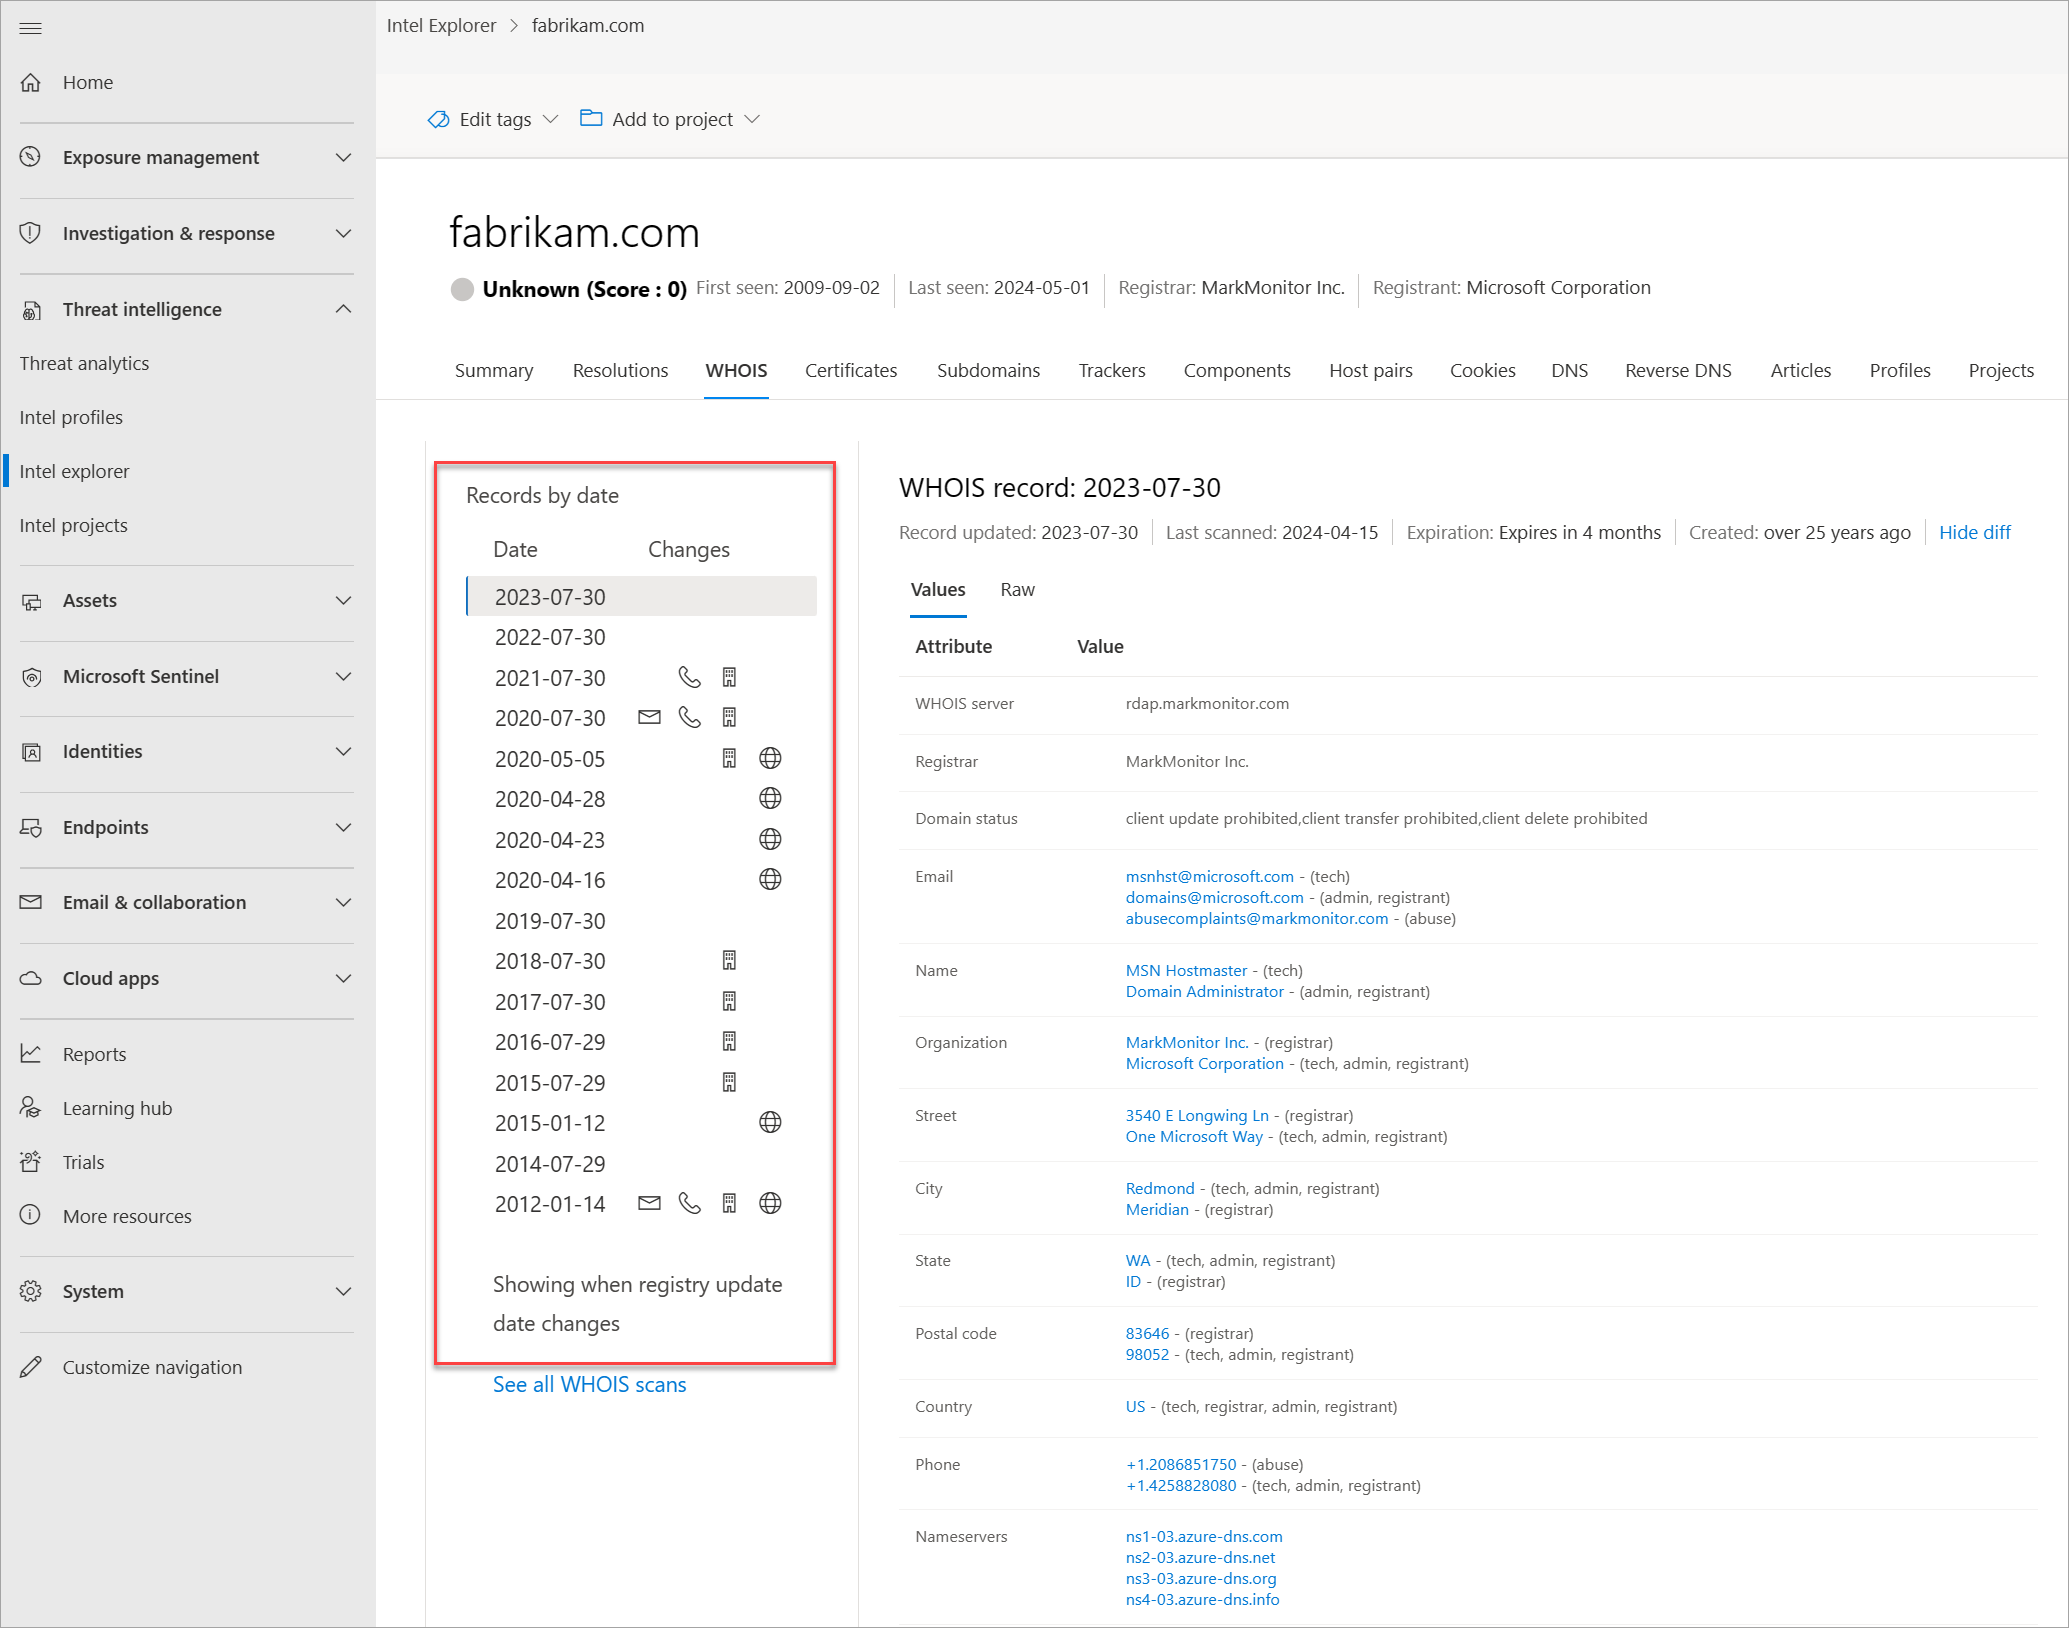 Intel Explorer > fabrikam.com
Home
Exposure management
Investigation & response
Threat intelligence
Threat analytics
Intel profiles
Intel explorer
Intel projects
Assets
Microsoft Sentinel
Identities
Endpoints
Email & collaboration
Cloud apps
Reports
Learning hub
Trials
More resources
System
Customize navigation
Edit tags Add to project
fabrikam.com
Unknown (Score : 0) First seen: 2009-09-02 Last seen: 2024-05-01 Registrar: MarkMonitor Inc. Registrant: Microsoft Corporation
Summary Resolutions WHOIS Certificates Subdomains Trackers Components Host pairs Cookies DNS Reverse DNS Articles Profiles Projects
Records by date
Date Changes
2023-07-30
2022-07-30
2021-07-30
2020-07-30
2020-05-05
2020-04-28
2020-04-23
2020-04-16
2019-07-30
2018-07-30
2017-07-30
2016-07-29
2015-07-29
2015-01-12
2014-07-29
2012-01-14
Showing when registry update
date changes
See all WHOIS scans
WHOIS record: 2023-07-30
Record updated: 2023-07-30 Last scanned: 2024-04-15 Expiration: Expires in 4 months Created: over 25 years ago Hide diff
Values Raw
Attribute Value
WHOIS server rdap.markmonitor.com
Registrar MarkMonitor Inc.
Domain status client update prohibited,client transfer prohibited,client delete prohibited
Email msnhst@microsoft.com - (tech)
domains@microsoft.com - (admin, registrant)
abusecomplaints@markmonitor.com - (abuse)
Name MSN Hostmaster - (tech)
Domain Administrator - (admin, registrant)
Organization MarkMonitor Inc. - (registrar)
Microsoft Corporation - (tech, admin, registrant)
Street 3540 E Longwing Ln - (registrar)
One Microsoft Way - (tech, admin, registrant)
City Redmond - (tech, admin, registrant)
Meridian - (registrar)
State WA - (tech, admin, registrant)
ID - (registrar)
Postal code 83646 - (registrar)
98052 - (tech, admin, registrant)
Country US - (tech, registrar, admin, registrant)
Phone +1.2086851750 - (abuse)
+1.4258828080 - (tech, admin, registrant)
Nameservers ns1-03.azure-dns.com
ns2-03.azure-dns.net
ns3-03.azure-dns.org
ns4-03.azure-dns.info